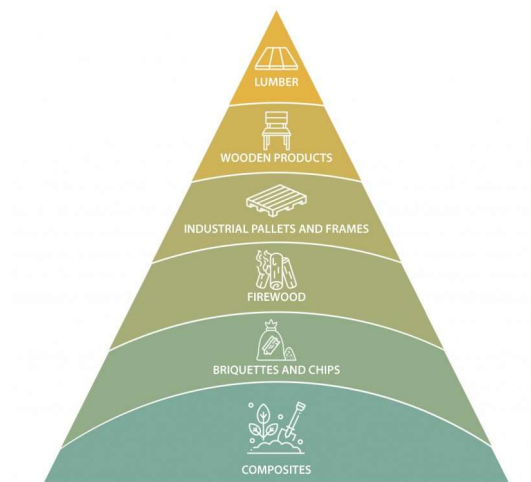 LUMBER
WOODEN PRODUCTS
INDUSTRIAL PALLETS AND FRAMES
FIREWOOD
BRIQUETTES AND CHIPS
COMPOSITES